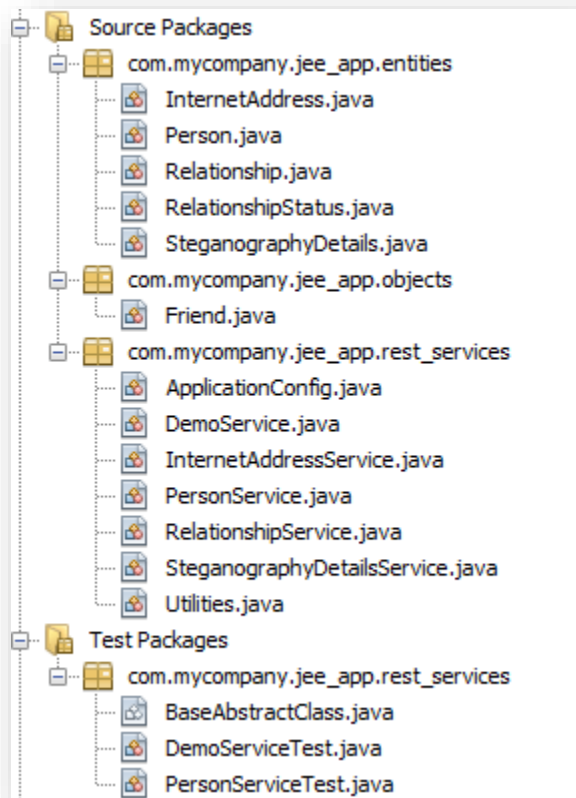 Source Packages
com.mycompany.jee_app.entities
InternetAddress.java
Person.java
Relationship.java
RelationshipStatus.java
SteganographyDetails.java
com.mycompany.jee_app.objects
Friend.java
com.mycompany.jee_app.rest_services
ApplicationConfig.java
DemoService.java
InternetAddressService.java
PersonService.java
RelationshipService.java
SteganographyDetailsService.java
Utilities.java
Test Packages
com.mycompany.jee_app.rest_services
BaseAbstractClass.java
DemoServiceTest.java
PersonServiceTest.java